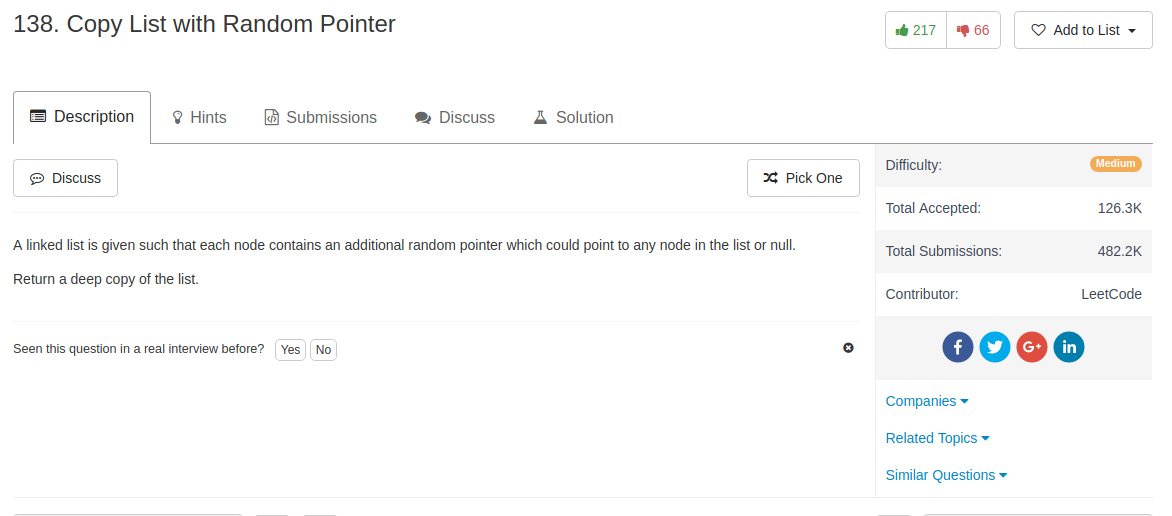 138. Copy List with Random Pointer
217
66
Add to List
Description
Hints
Submissions
Discuss
Solution
Discuss
Pick One
Difficulty:
Medium
Total Accepted:
126.3K
Total Submissions:
482.2K
Contributor:
LeetCode
A linked list is given such that each node contains an additional random pointer which could point to any node in the list or null.
Return a deep copy of the list.
Seen this question in a real interview before?
Yes
No
Companies
Related Topics
Similar Questions